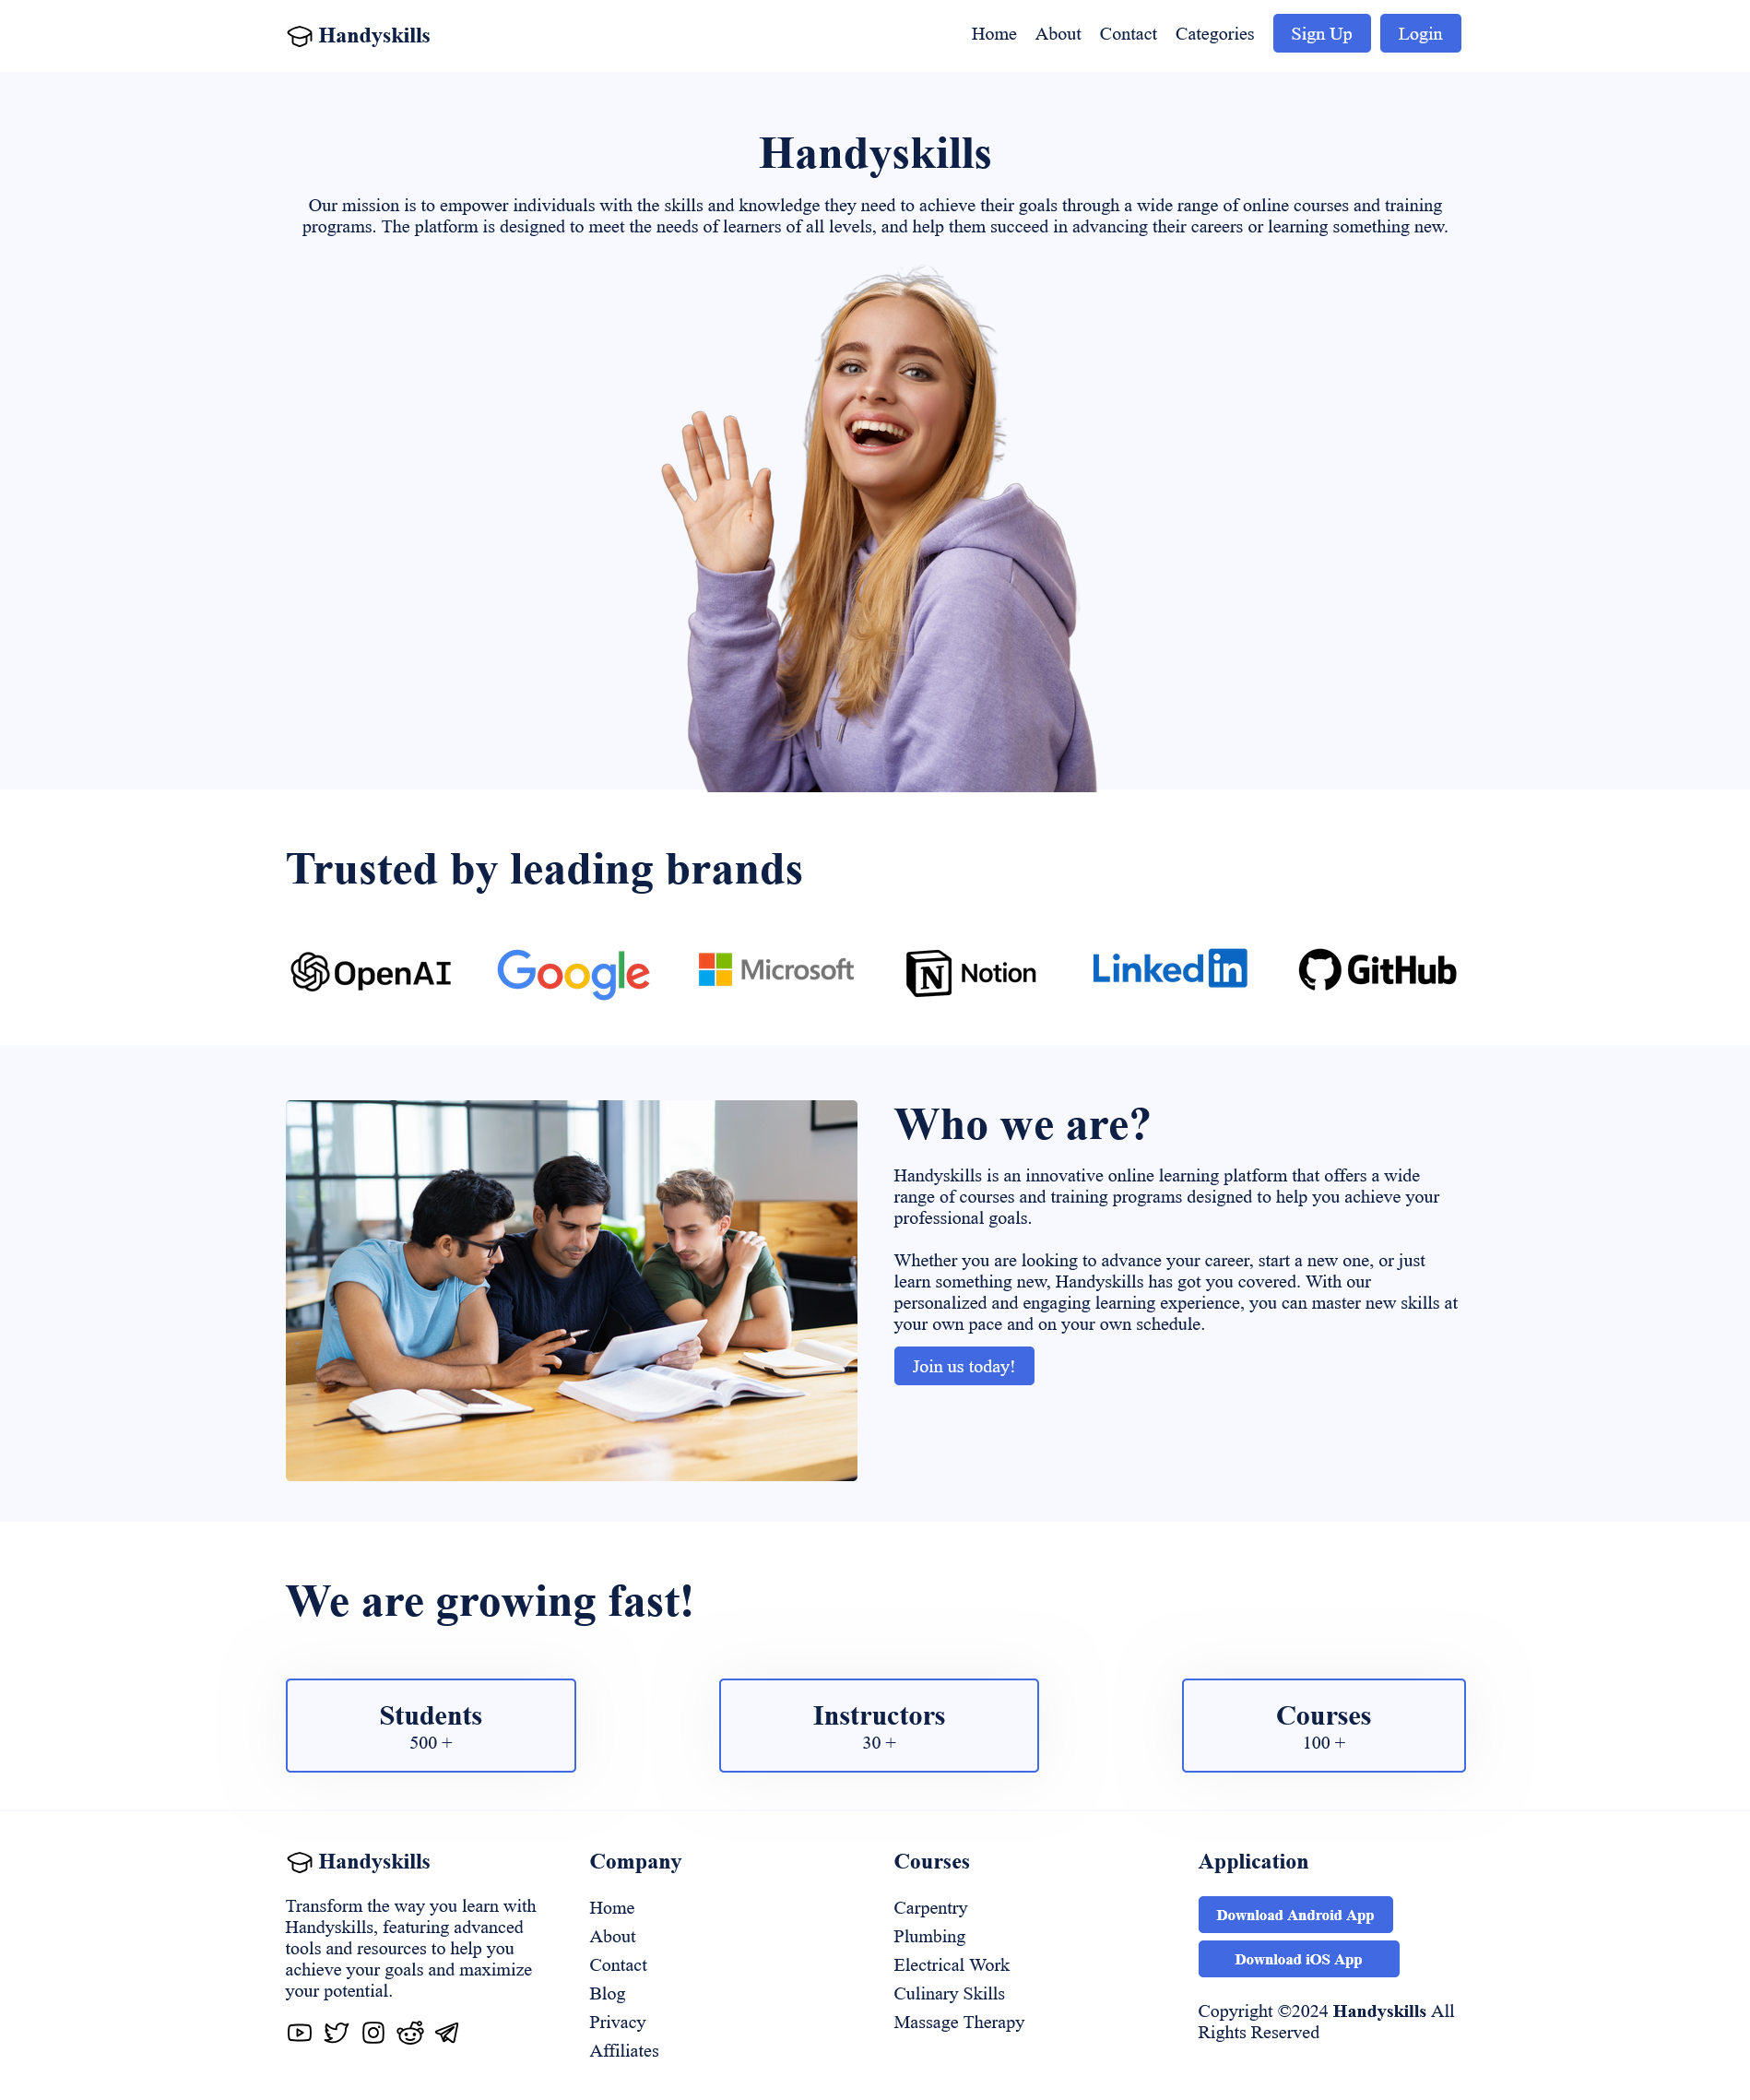 Handyskills
Home About Contact Categories Sign Up Login
Handyskills
Our mission is to empower individuals with the skills and knowledge they need to achieve their goals through a wide range of online courses and training
programs. The platform is designed to meet the needs of learners of all levels, and help them succeed in advancing their careers or learning something new.
Trusted by leading brands
OpenAI Google Microsoft Notion LinkedIn GitHub
Who we are?
Handyskills is an innovative online learning platform that offers a wide
range of courses and training programs designed to help you achieve your
professional goals.
Whether you are looking to advance your career, start a new one, or just
learn something new, Handyskills has got you covered. With our
personalized and engaging learning experience, you can master new skills at
your own pace and on your own schedule.
Join us today!
We are growing fast!
Students
500 +
Instructors
30 +
Courses
100 +
Handyskills
Transform the way you learn with
Handyskills, featuring advanced
tools and resources to help you
achieve your goals and maximize
your potential.
Company
Home
About
Contact
Blog
Privacy
Affiliates
Courses
Carpentry
Plumbing
Electrical Work
Culinary Skills
Massage Therapy
Application
Download Android App
Download iOS App
Copyright ©2024 Handyskills All
Rights Reserved